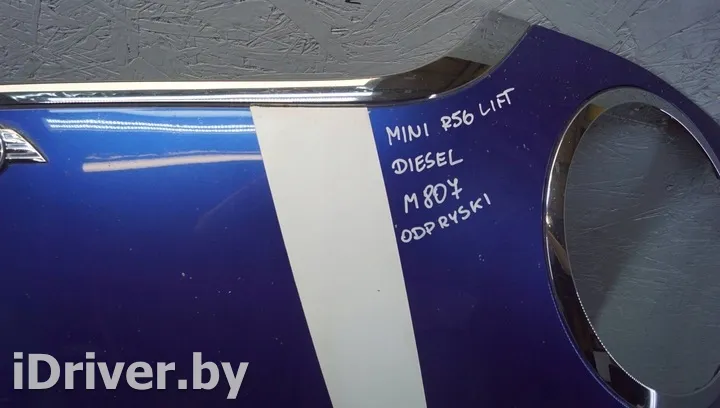 MINI R56 LIFT
DIESEL
M807
ODPRYSKI
iDriver.by